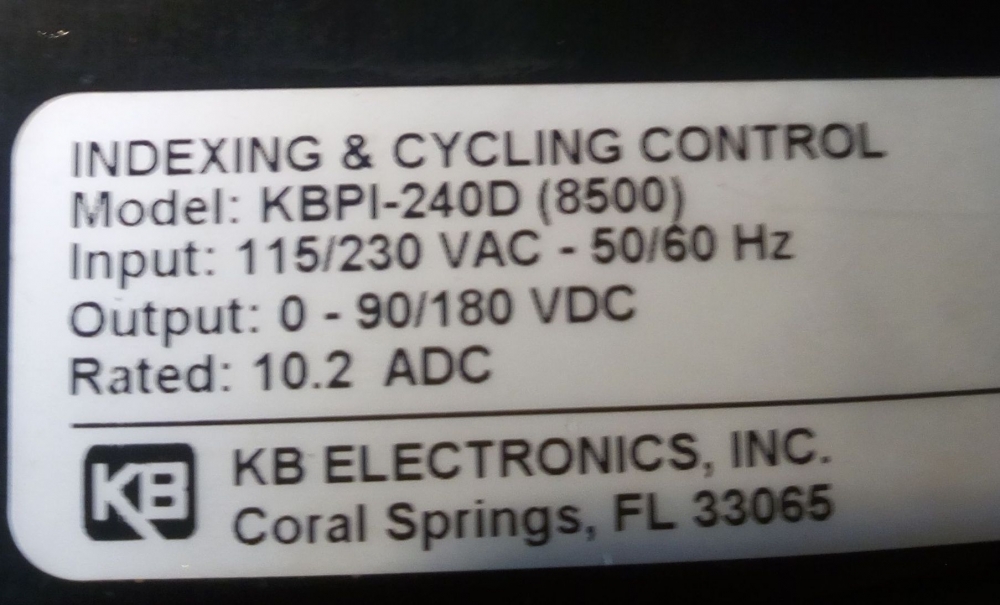 INDEXING & CYCLING CONTROL
Model: KBPI-240D (8500)
Input: 115/230 VAC - 50/60 Hz
Output: 0 - 90/180 VDC
Rated: 10.2 ADC
KB KB ELECTRONICS, INC.
Coral Springs, FL 33065